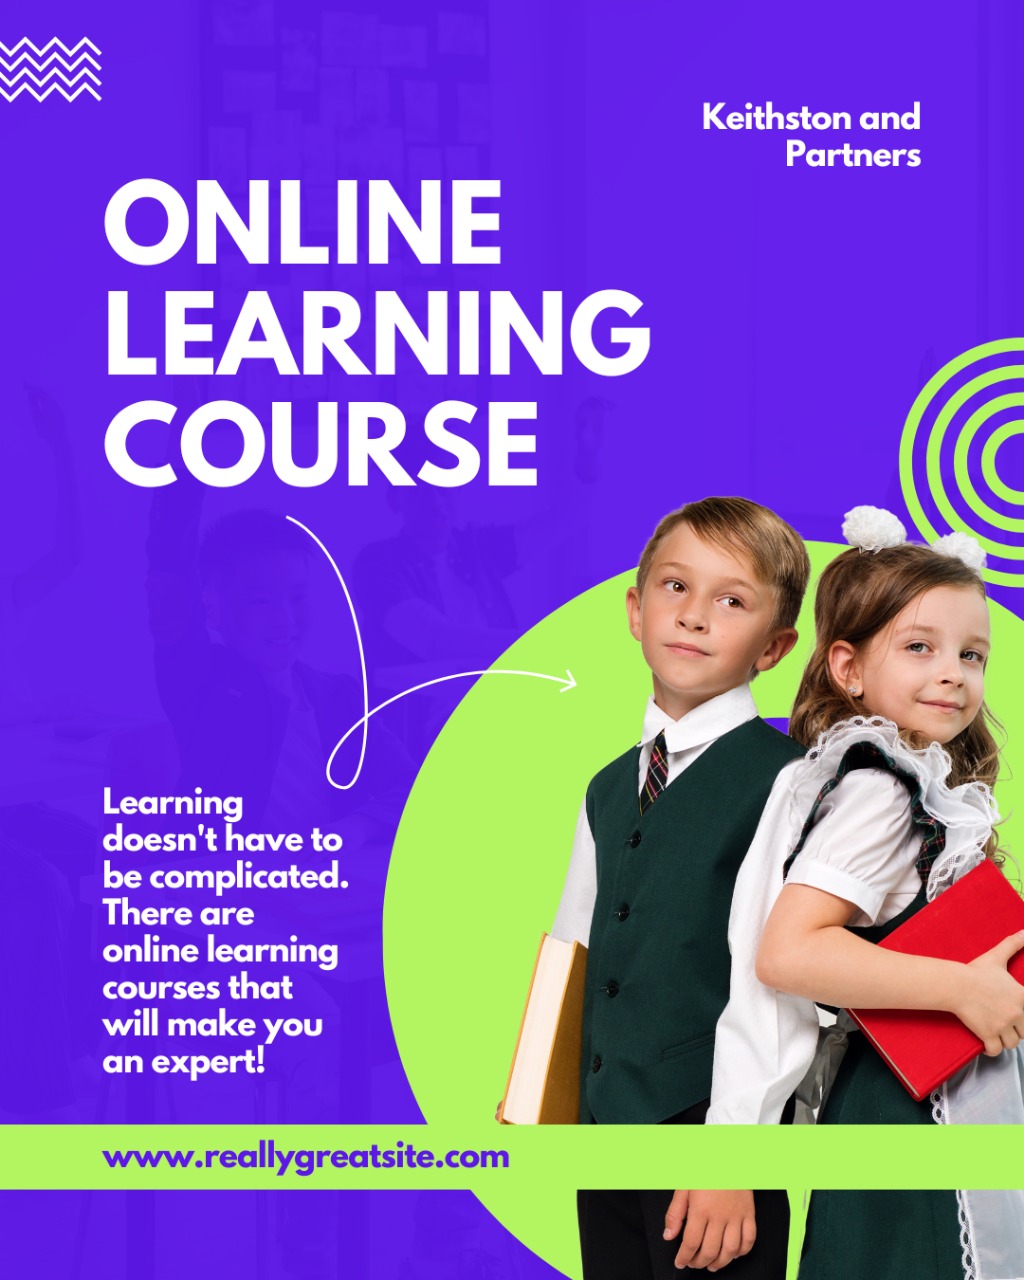 Keithston and
Partners
ONLINE
LEARNING
COURSE
Learning
doesn't have to
be complicated.
There are
online learning
courses that
will make you
an expert!
www.reallygreatsite.com